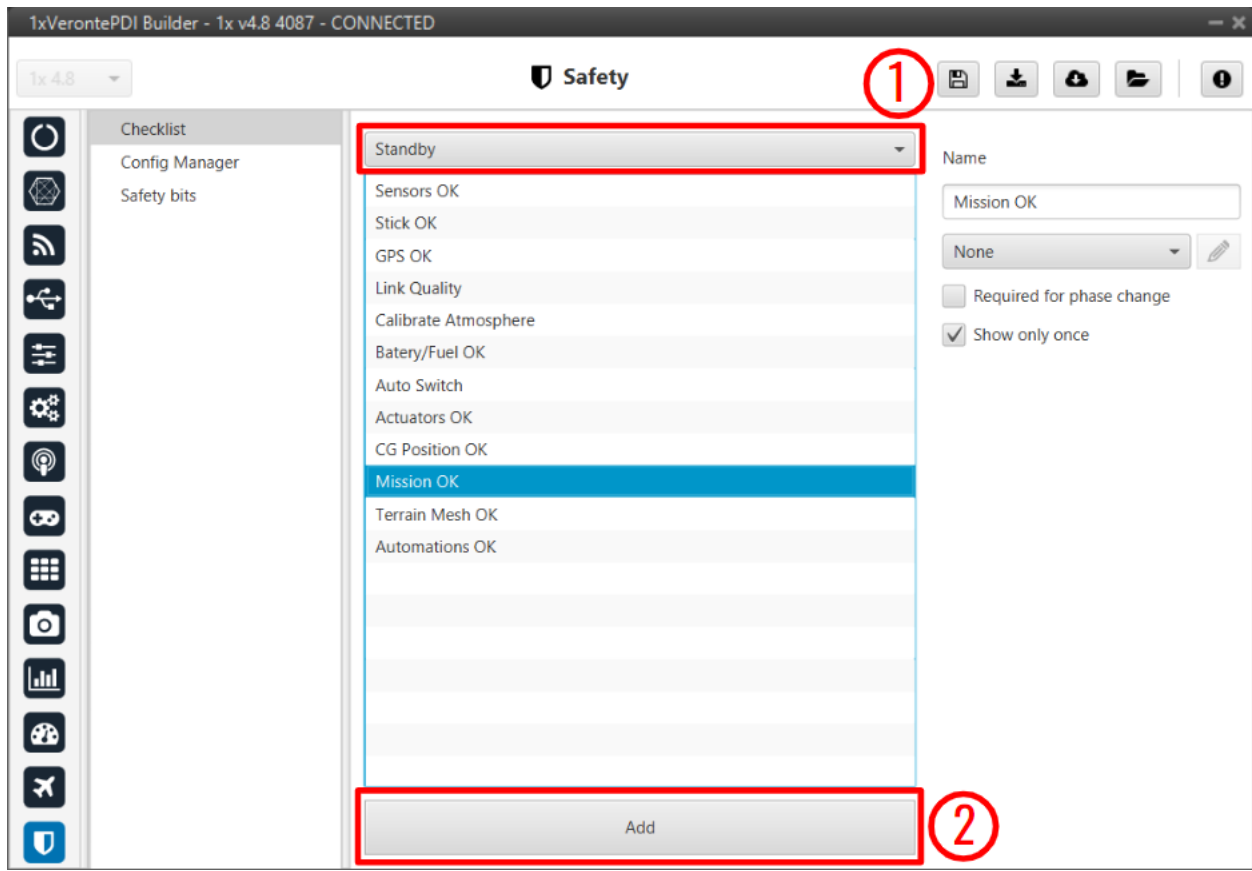 1xVerontePDI Builder - 1x v4.8 4087 - CONNECTED
1x 4.8
Safety
1
Checklist
Config Manager
Safety bits
Standby
Sensors OK
Stick OK
GPS OK
Link Quality
Calibrate Atmosphere
Batery/Fuel OK
Auto Switch
Actuators OK
CG Position OK
Mission OK
Terrain Mesh OK
Automations OK
Add
2
Name
Mission OK
None
Required for phase change
Show only once